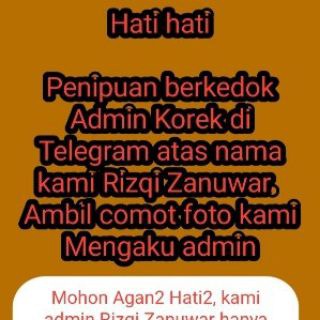 Hati hati
Penipuan berkedok
Admin Korek di
Telegram atas nama
kami Rizqi Zanuwar,
Ambil comot foto kami
Mengaku admin
Mohon Agan2 Hati2, kami
admin Rizqi Zanuwar hanya